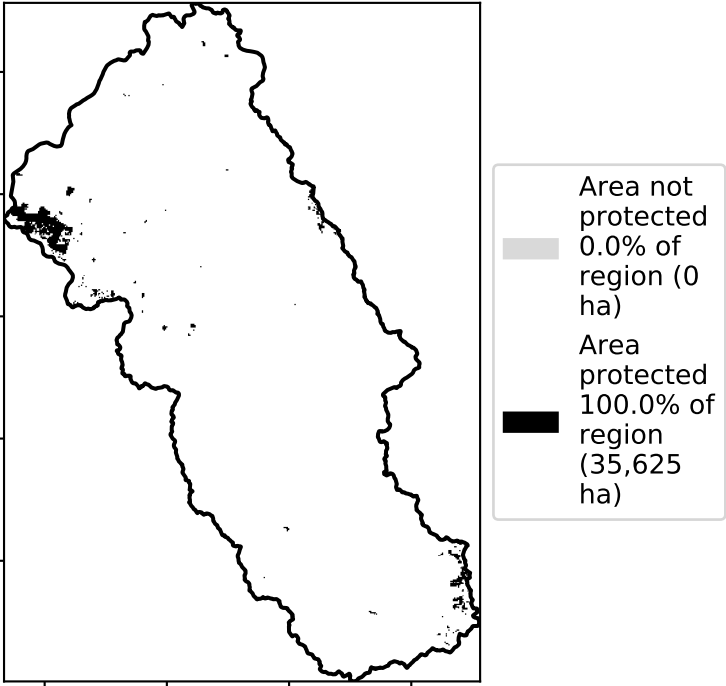 Area not
protected
0.0% of
region (0
ha)
Area
protected
100.0% of
region
(35,625
ha)